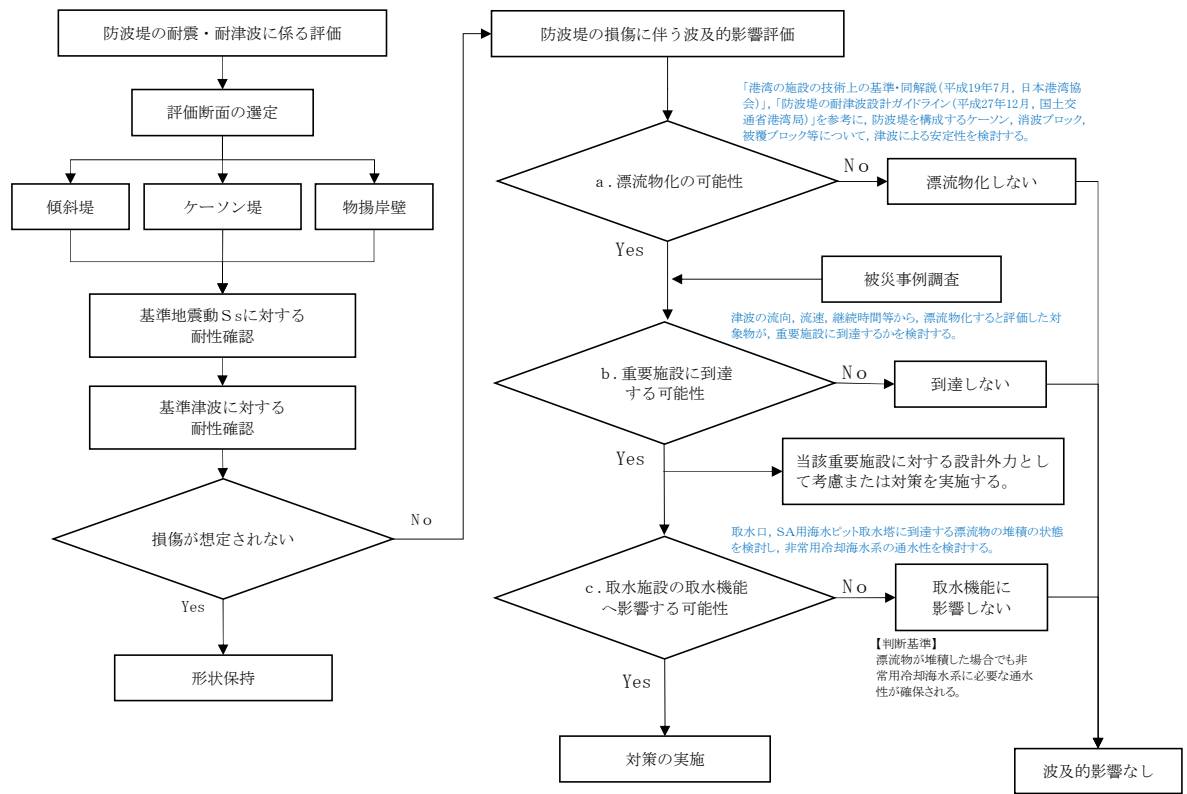 防波堤の耐震・耐津波に係る評価
評価断面の選定
傾斜堤
ケーソン堤
物揚岸壁
基準地震動Ｓsに対する
耐性確認
基準津波に対する
耐性確認
損傷が想定されない
No
Yes
形状保持
防波堤の損傷に伴う波及的影響評価
「港湾の施設の技術上の基準・同解説（平成19年7月，日本港湾協
会）」，「防波堤の耐津波設計ガイドライン（平成27年12月，国土交
通省港湾局）」を参考に，防波堤を構成するケーソン，消波ブロック，
被覆ブロック等について，津波による安定性を検討する。
ａ．漂流物化の可能性
No
漂流物化しない
Yes
被災事例調査
津波の流向，流速，継続時間等から，漂流物化すると評価した対
象物が，重要施設に到達するかを検討する。
ｂ．重要施設に到達
する可能性
No
到達しない
Yes
当該重要施設に対する設計外力とし
て考慮または対策を実施する。
取水口，ＳＡ用海水ピット取水塔に到達する漂流物の堆積の状態
を検討し，非常用冷却海水系の通水性を検討する。
ｃ．取水施設の取水機能
へ影響する可能性
No
取水機能に
影響しない
【判断基準】
漂流物が堆積した場合でも非
常用冷却海水系に必要な通水
性が確保される。
Yes
対策の実施
波及的影響なし